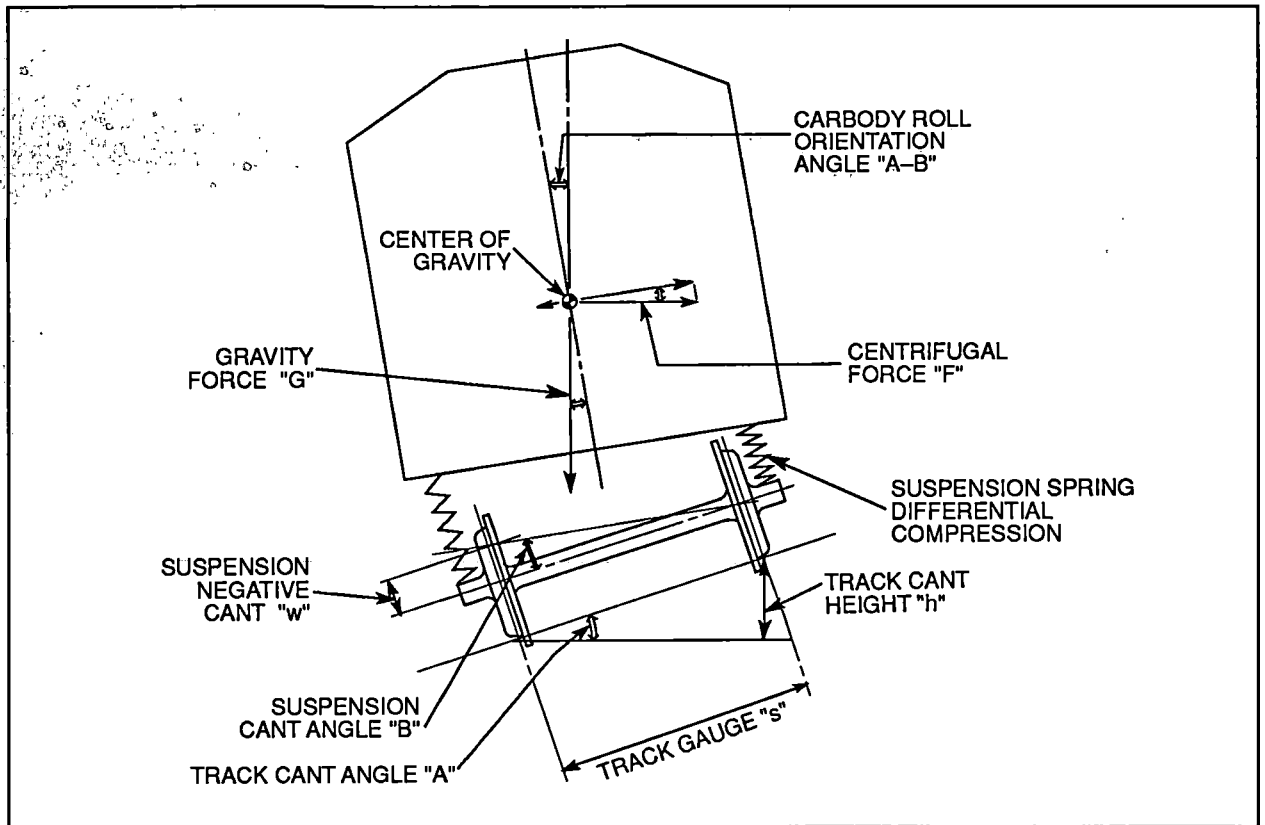 CARBODY ROLL
ORIENTATION
ANGLE "A–B"
CENTER OF
GRAVITY
GRAVITY
FORCE "G"
CENTRIFUGAL
FORCE "F"
SUSPENSION SPRING
DIFFERENTIAL
COMPRESSION
SUSPENSION
NEGATIVE
CANT "w"
TRACK CANT
HEIGHT "h"
SUSPENSION
CANT ANGLE "B"
TRACK CANT ANGLE "A"
TRACK GAUGE "s"